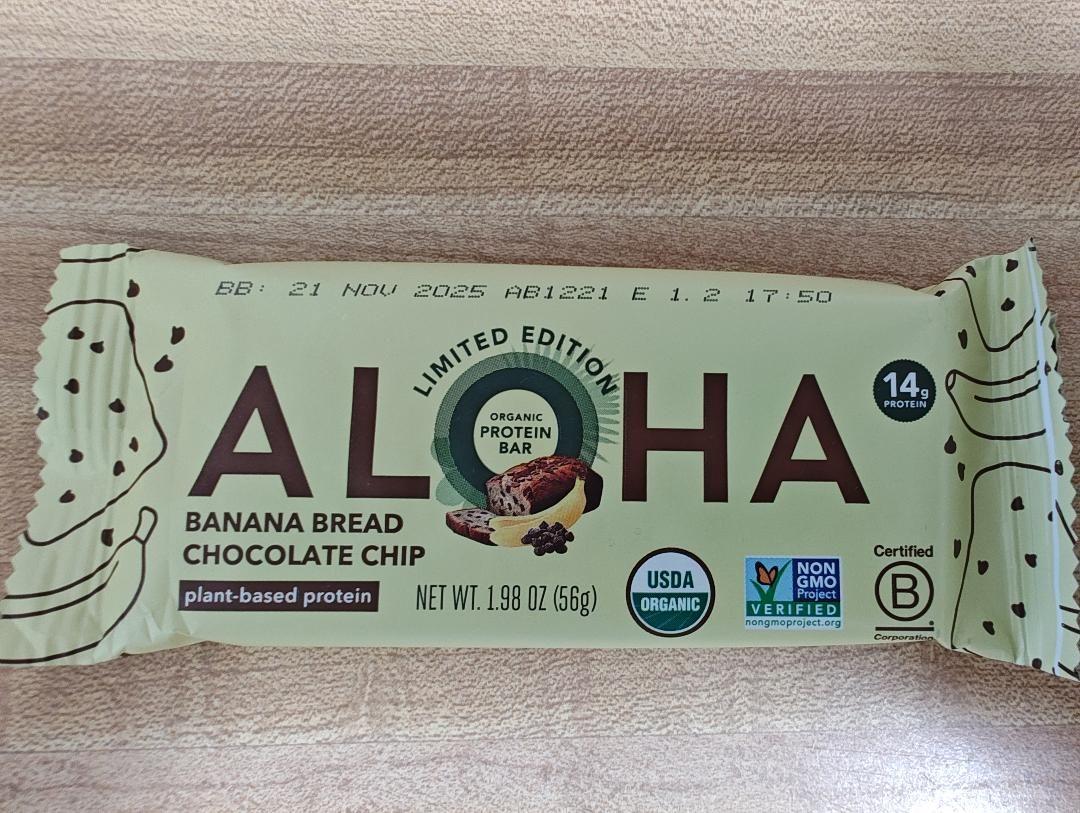 BB: 21 NOV 2025 AB1221 E 1. 2 17:50
LIMITED EDITION
ALOHA
ORGANIC
PROTEIN
BAR
14g
PROTEIN
BANANA BREAD
CHOCOLATE CHIP
plant-based protein
NET WT. 1.98 OZ (56g)
USDA
ORGANIC
NON
GMO
Project
VERIFIED
nongmoproject.org
Certified
B
Corporation